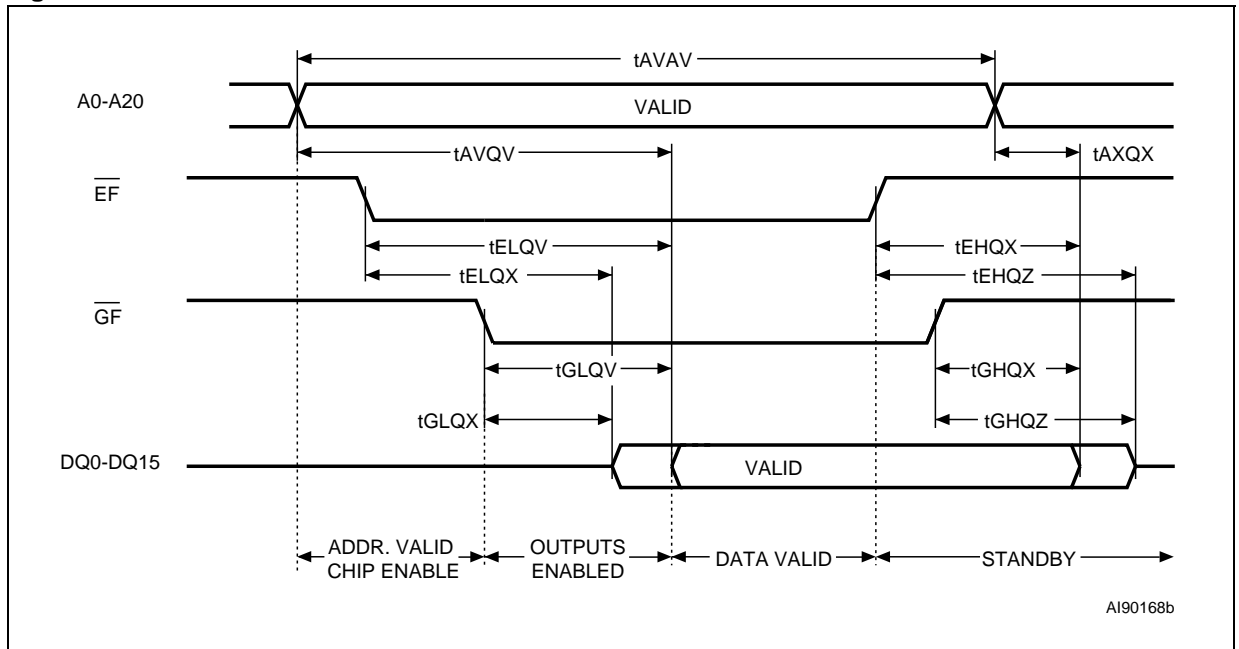 tAVAV
A0-A20
VALID
tAVQV
tAXQX
EF
tELQV
tEHQX
tELQX
tEHQZ
GF
tGLQV
tGHQX
tGLQX
tGHQZ
DQ0-DQ15
VALID
ADDR. VALID
CHIP ENABLE
OUTPUTS
ENABLED
DATA VALID
STANDBY
AI90168b